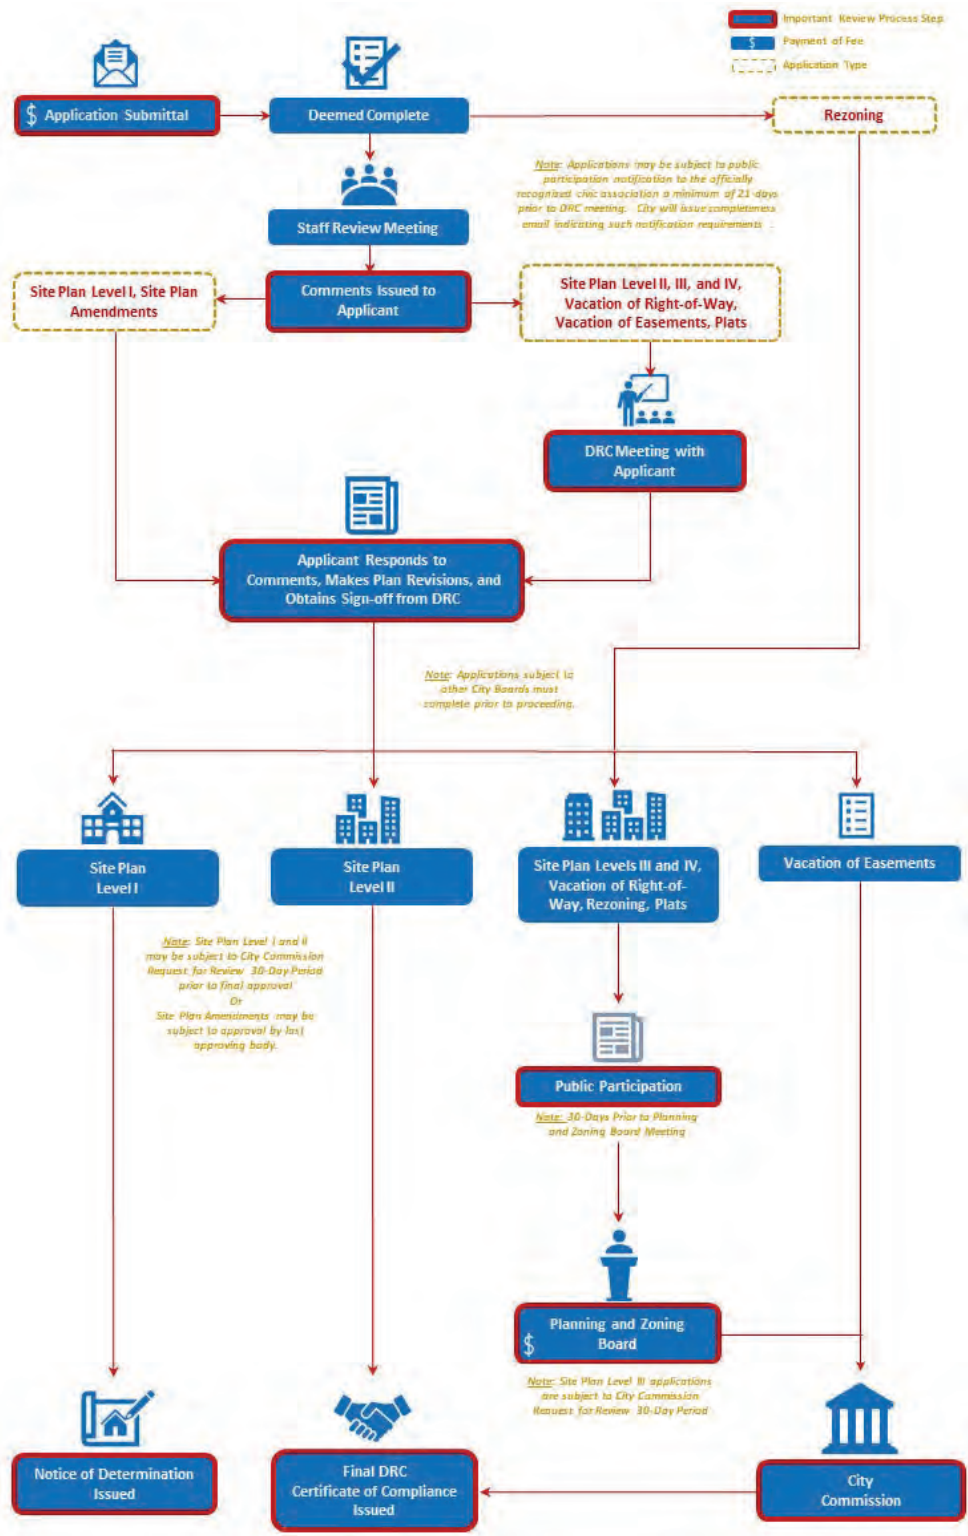 Important Review Process Step
$ Payment of Fee
Application Type
$ Application Submittal
Deemed Complete
Rezoning
Note: Applications may be subject to public
participation notification to the officially
recognized civic association a minimum of 21-days
prior to DRC meeting. City will issue completeness
email indicating such notification requirements .
Staff Review Meeting
Site Plan Level I, Site Plan
Amendments
Comments Issued to
Applicant
Site Plan Level II, III, and IV,
Vacation of Right-of-Way,
Vacation of Easements, Plats
DRC Meeting with
Applicant
Applicant Responds to
Comments, Makes Plan Revisions, and
Obtains Sign-off from DRC
Note: Applications subject to
other City Boards must
complete prior to proceeding.
Site Plan
Level I
Site Plan
Level II
Site Plan Levels III and IV,
Vacation of Right-of-
Way, Rezoning, Plats
Vacation of Easements
Note: Site Plan Level I and II
may be subject to City Commission
Request for Review 30-Day Period
prior to final approval
Or
Site Plan Amendments may be
subject to approval by last
approving body.
Public Participation
Note: 30-Days Prior to Planning
and Zoning Board Meeting
Planning and Zoning
$ Board
Note: Site Plan Level III applications
are subject to City Commission
Request for Review 30-Day Period
Notice of Determination
Issued
Final DRC
Certificate of Compliance
Issued
City
Commission